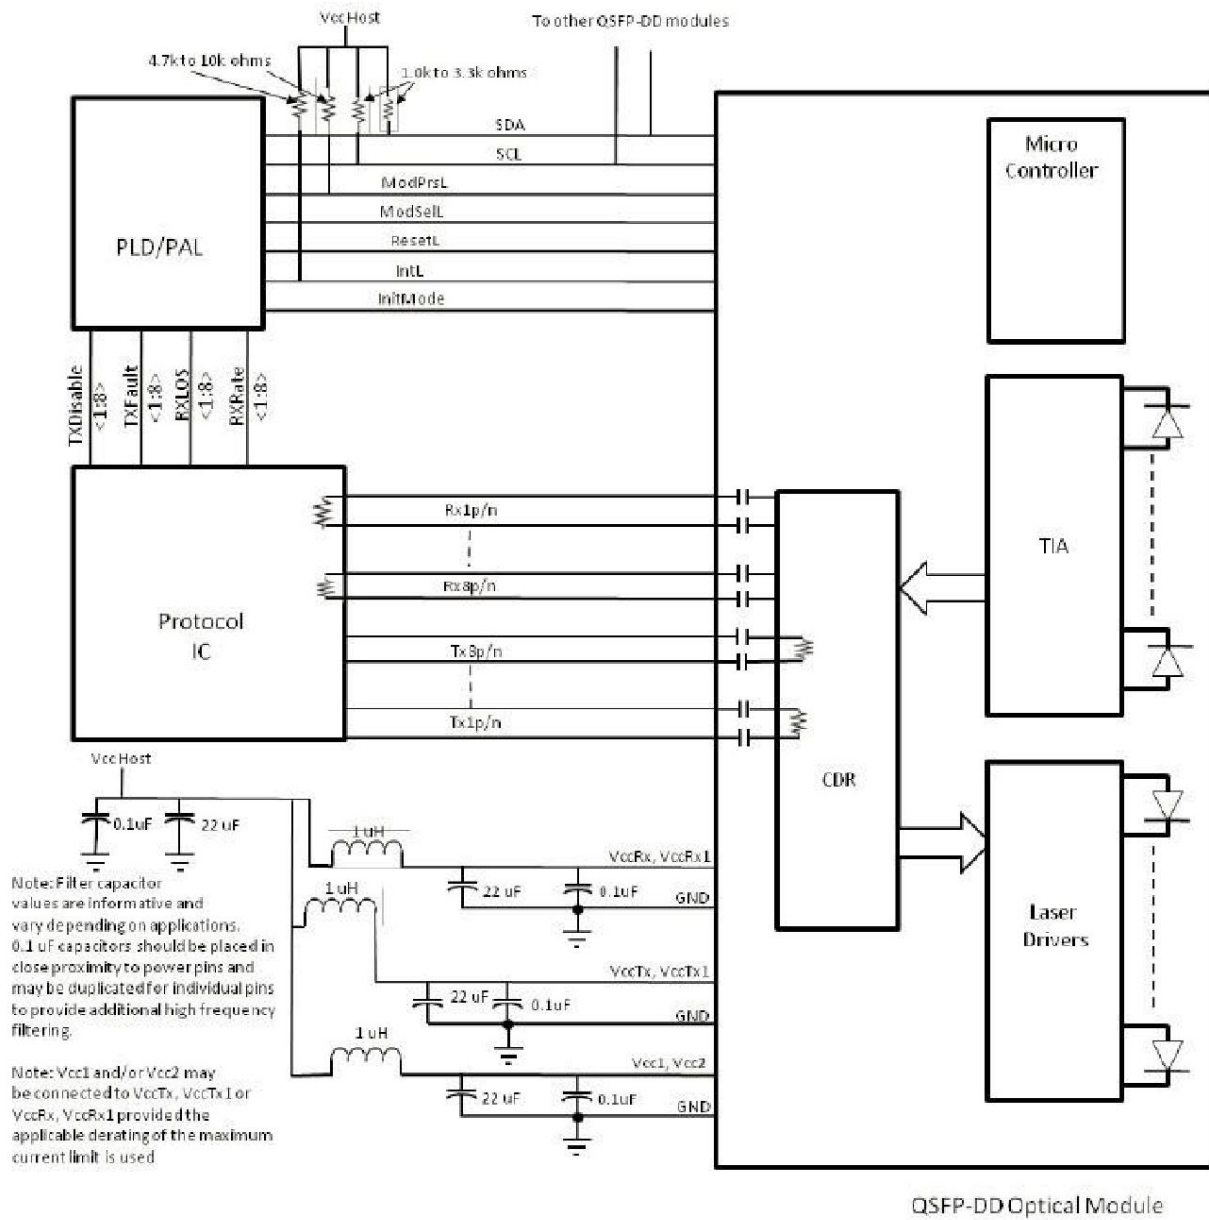 Vcc Host
To other QSFP-DD modules
4.7k to 10k ohms
1.0k to 3.3k ohms
SDA
SCL
ModPrsL
ModSelL
ResetL
IntL
InitMode
PLD/PAL
Micro
Controller
TXDisable
<1:8>
TXFault
<1:8>
RXLOS
<1:8>
RXRate
<1:8>
Rx1p/n
Rx8p/n
Tx8p/n
Tx1p/n
Protocol
IC
TIA
CDR
Laser
Drivers
Vcc Host
0.1uF
22 uF
1 uH
VccRx, VccRx1
22 uF
0.1uF
GND
1 uH
VccTx, VccTx1
22 uF
0.1uF
GND
1 uH
Vcc1, Vcc2
22 uF
0.1uF
GND
Note: Filter capacitor
values are informative and
vary depending on applications.
0.1 uF capacitors should be placed in
close proximity to power pins and
may be duplicated for individual pins
to provide additional high frequency
filtering.
Note: Vcc1 and/or Vcc2 may
be connected to VccTx, VccTx1 or
VccRx, VccRx1 provided the
applicable derating of the maximum
current limit is used
QSFP-DD Optical Module